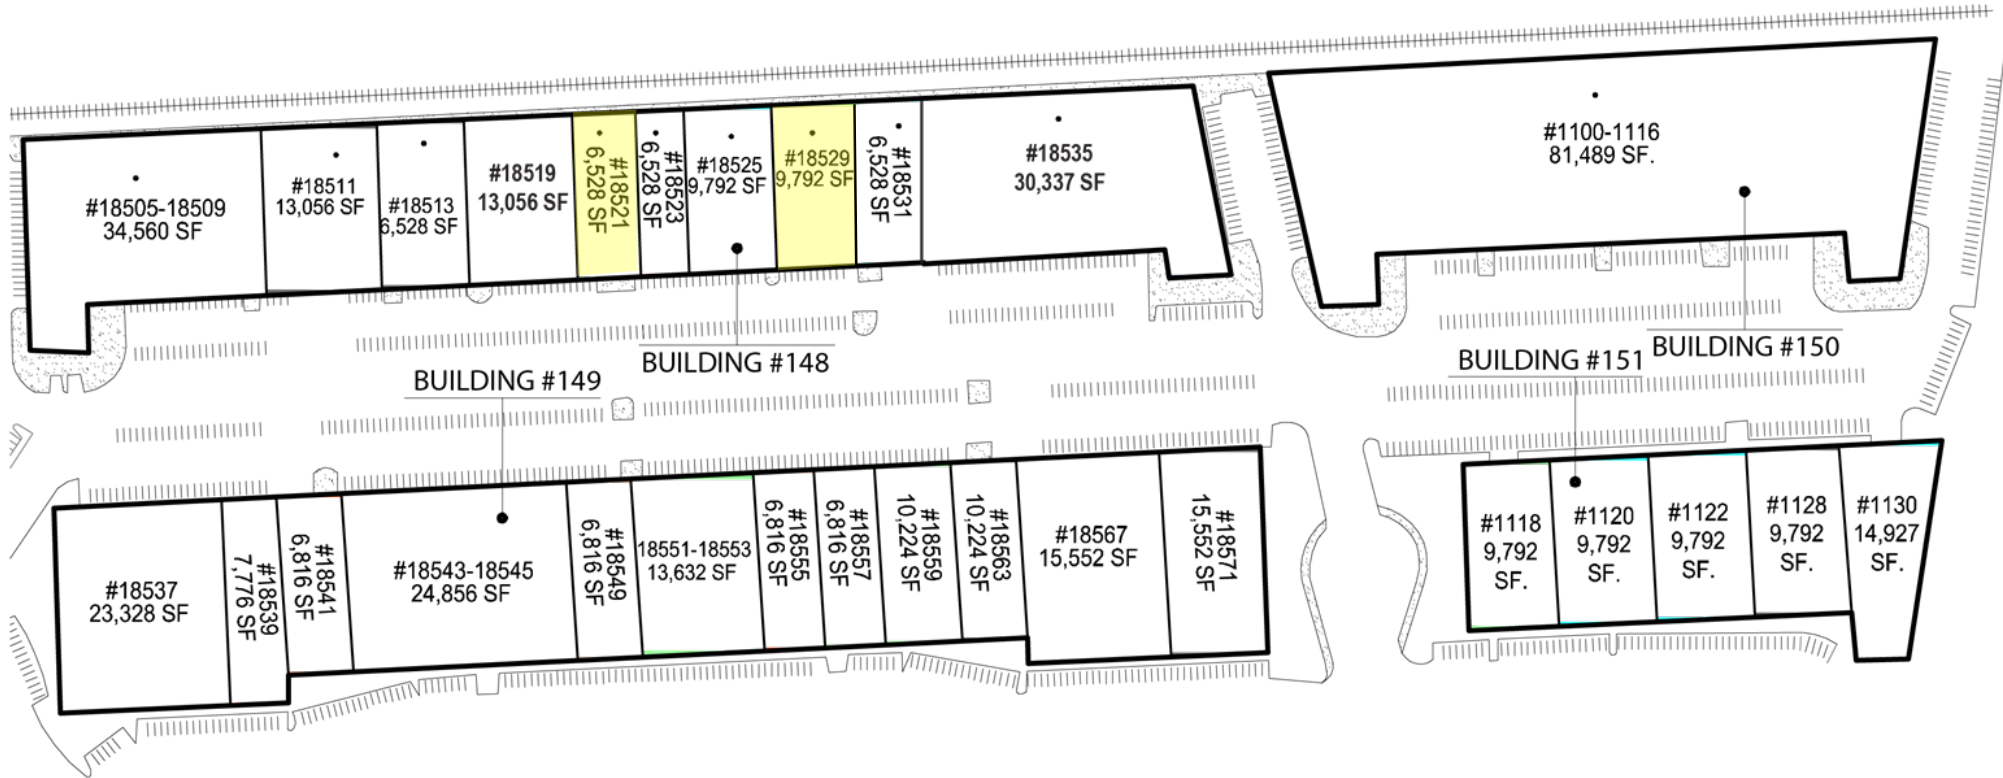 #18505-18509
34,560 SF
#18511
13,056 SF
#18513
6,528 SF
#18519
13,056 SF
#18521
6,528 SF
#18523
6,528 SF
#18525
9,792 SF
#18529
9,792 SF
#18531
6,528 SF
#18535
30,337 SF
#1100-1116
81,489 SF.
BUILDING #148
BUILDING #149
BUILDING #151
BUILDING #150
#18537
23,328 SF
#18539
7,776 SF
#18541
6,816 SF
#18543-18545
24,856 SF
#18549
6,816 SF
18551-18553
13,632 SF
#18555
6,816 SF
#18557
6,816 SF
#18559
10,224 SF
#18563
10,224 SF
#18567
15,552 SF
#18571
15,552 SF
#1118
9,792
SF.
#1120
9,792
SF.
#1122
9,792
SF.
#1128
9,792
SF.
#1130
14,927
SF.